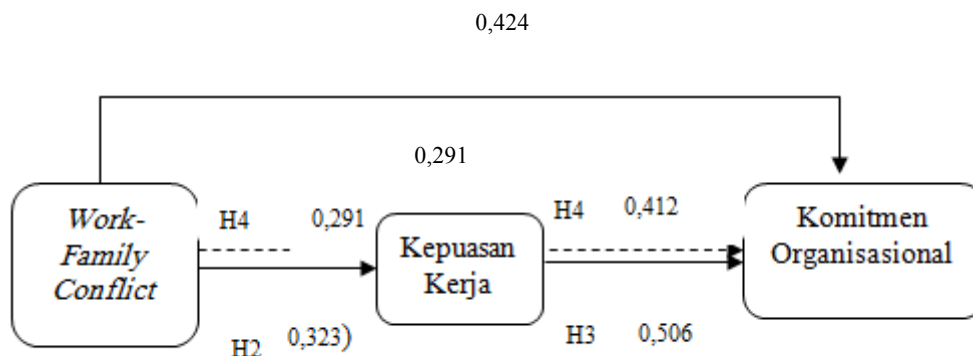 0,424
0,291
Work-
Family
Conflict
H4 0,291
H2 0,323)
Kepuasan
Kerja
H4 0,412
H3 0,506
Komitmen
Organisasional